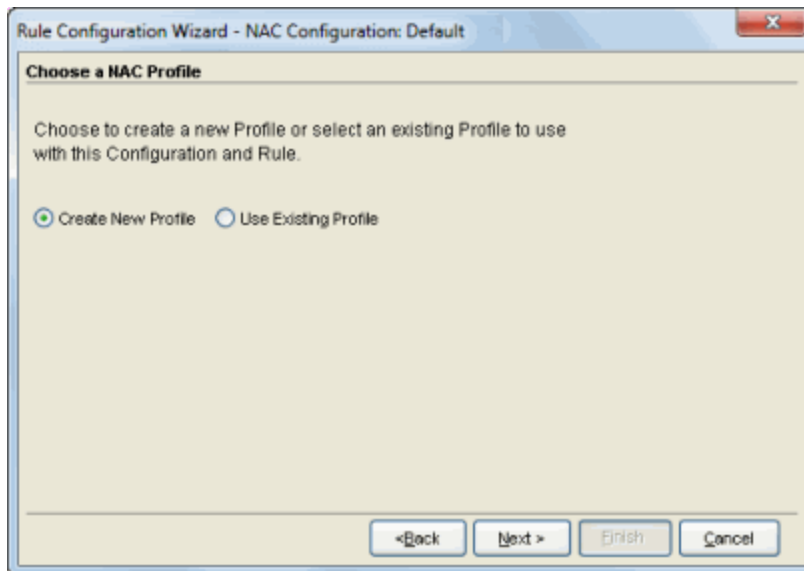 Rule Configuration Wizard - NAC Configuration: Default
Choose a NAC Profile
Choose to create a new Profile or select an existing Profile to use
with this Configuration and Rule.
Create New Profile Use Existing Profile
<Back Next > Finish Cancel